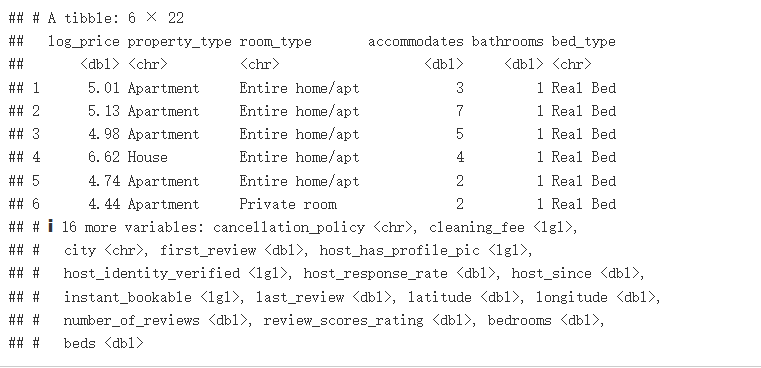 ## # A tibble: 6 × 22
##   log_price property_type room_type       accommodates bathrooms bed_type
##       <dbl> <chr>         <chr>                  <dbl>     <dbl> <chr>
## 1      5.01 Apartment     Entire home/apt            3         1 Real Bed
## 2      5.13 Apartment     Entire home/apt            7         1 Real Bed
## 3      4.98 Apartment     Entire home/apt            5         1 Real Bed
## 4      6.62 House         Entire home/apt            4         1 Real Bed
## 5      4.74 Apartment     Entire home/apt            2         1 Real Bed
## 6      4.44 Apartment     Private room               2         1 Real Bed
## # ℹ 16 more variables: cancellation_policy <chr>, cleaning_fee <lgl>,
## #   city <chr>, first_review <dbl>, host_has_profile_pic <lgl>,
## #   host_identity_verified <lgl>, host_response_rate <dbl>, host_since <dbl>,
## #   instant_bookable <lgl>, last_review <dbl>, latitude <dbl>, longitude <dbl>,
## #   number_of_reviews <dbl>, review_scores_rating <dbl>, bedrooms <dbl>,
## #   beds <dbl>